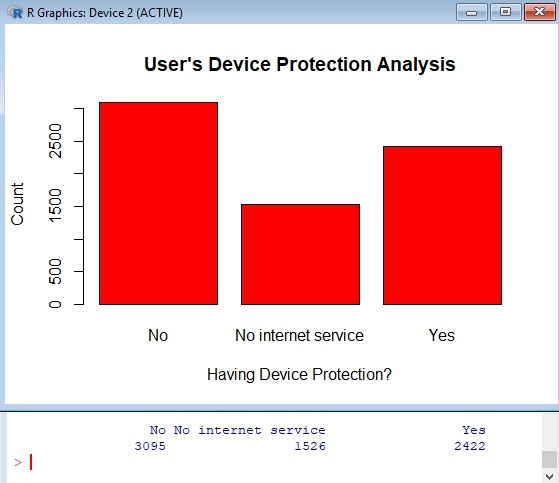 R Graphics: Device 2 (ACTIVE)
User's Device Protection Analysis
Count
2500
1500
500
0
No No internet service Yes
Having Device Protection?
No No internet service Yes
3095 1526 2422
>